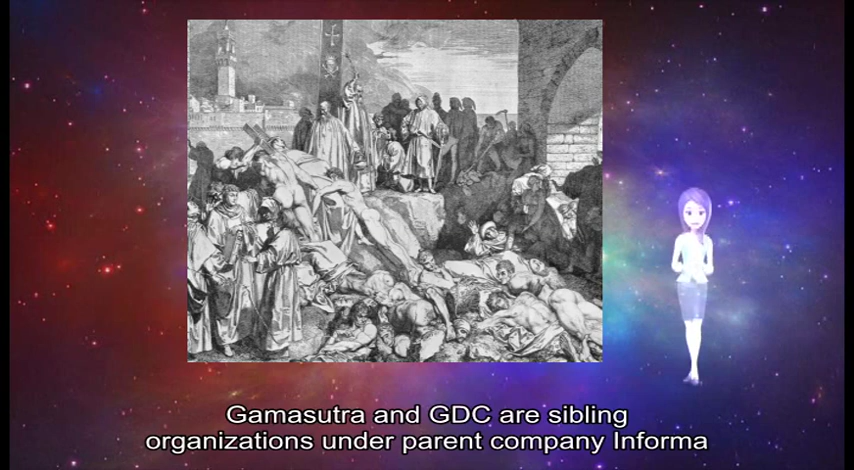 Gamasutra and GDC are sibling
organizations under parent company Informa